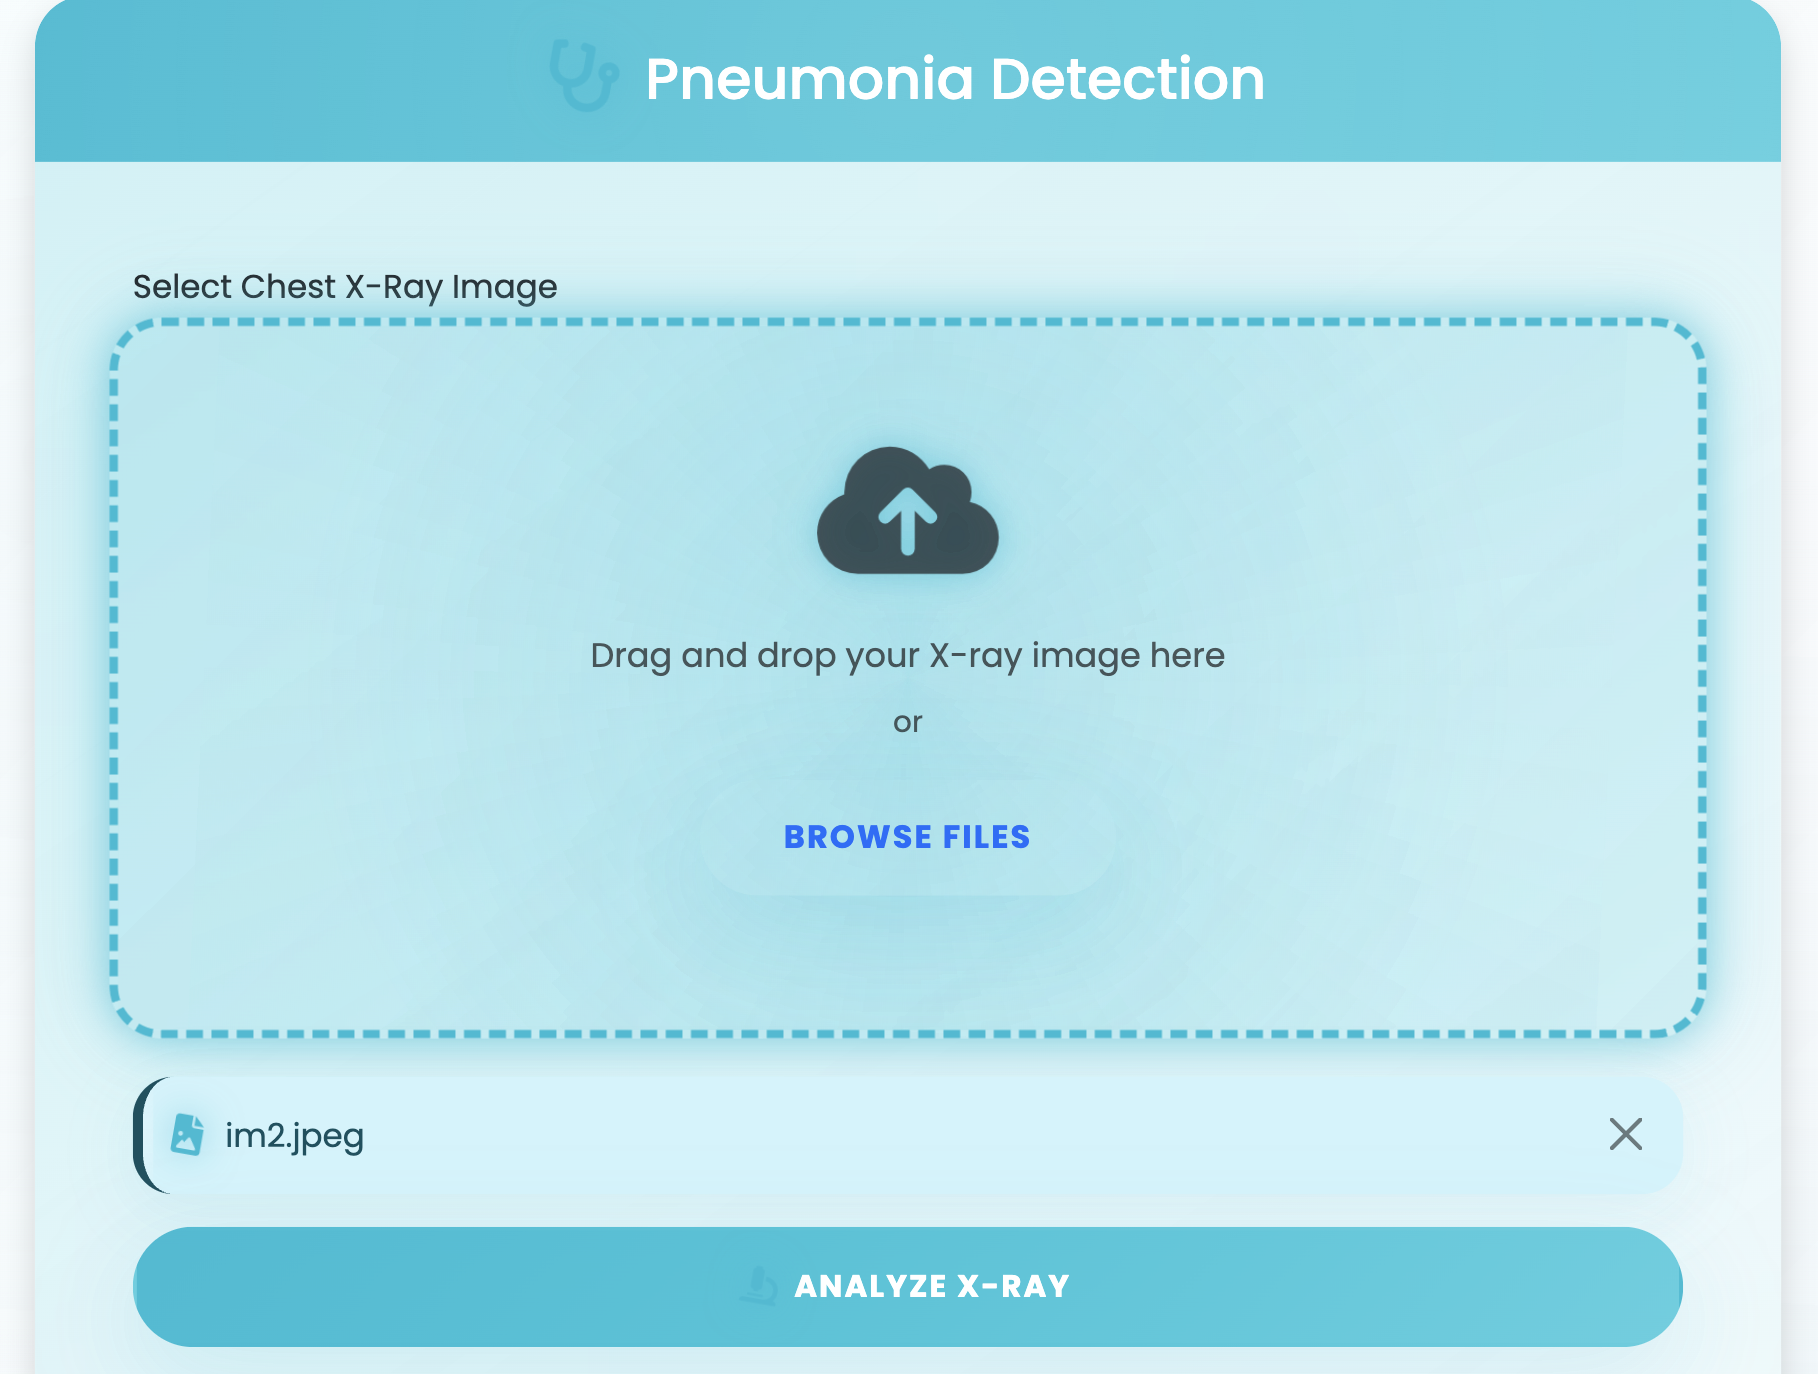 Pneumonia Detection
Select Chest X-Ray Image
Drag and drop your X-ray image here
or
BROWSE FILES
im2.jpeg
ANALYZE X-RAY